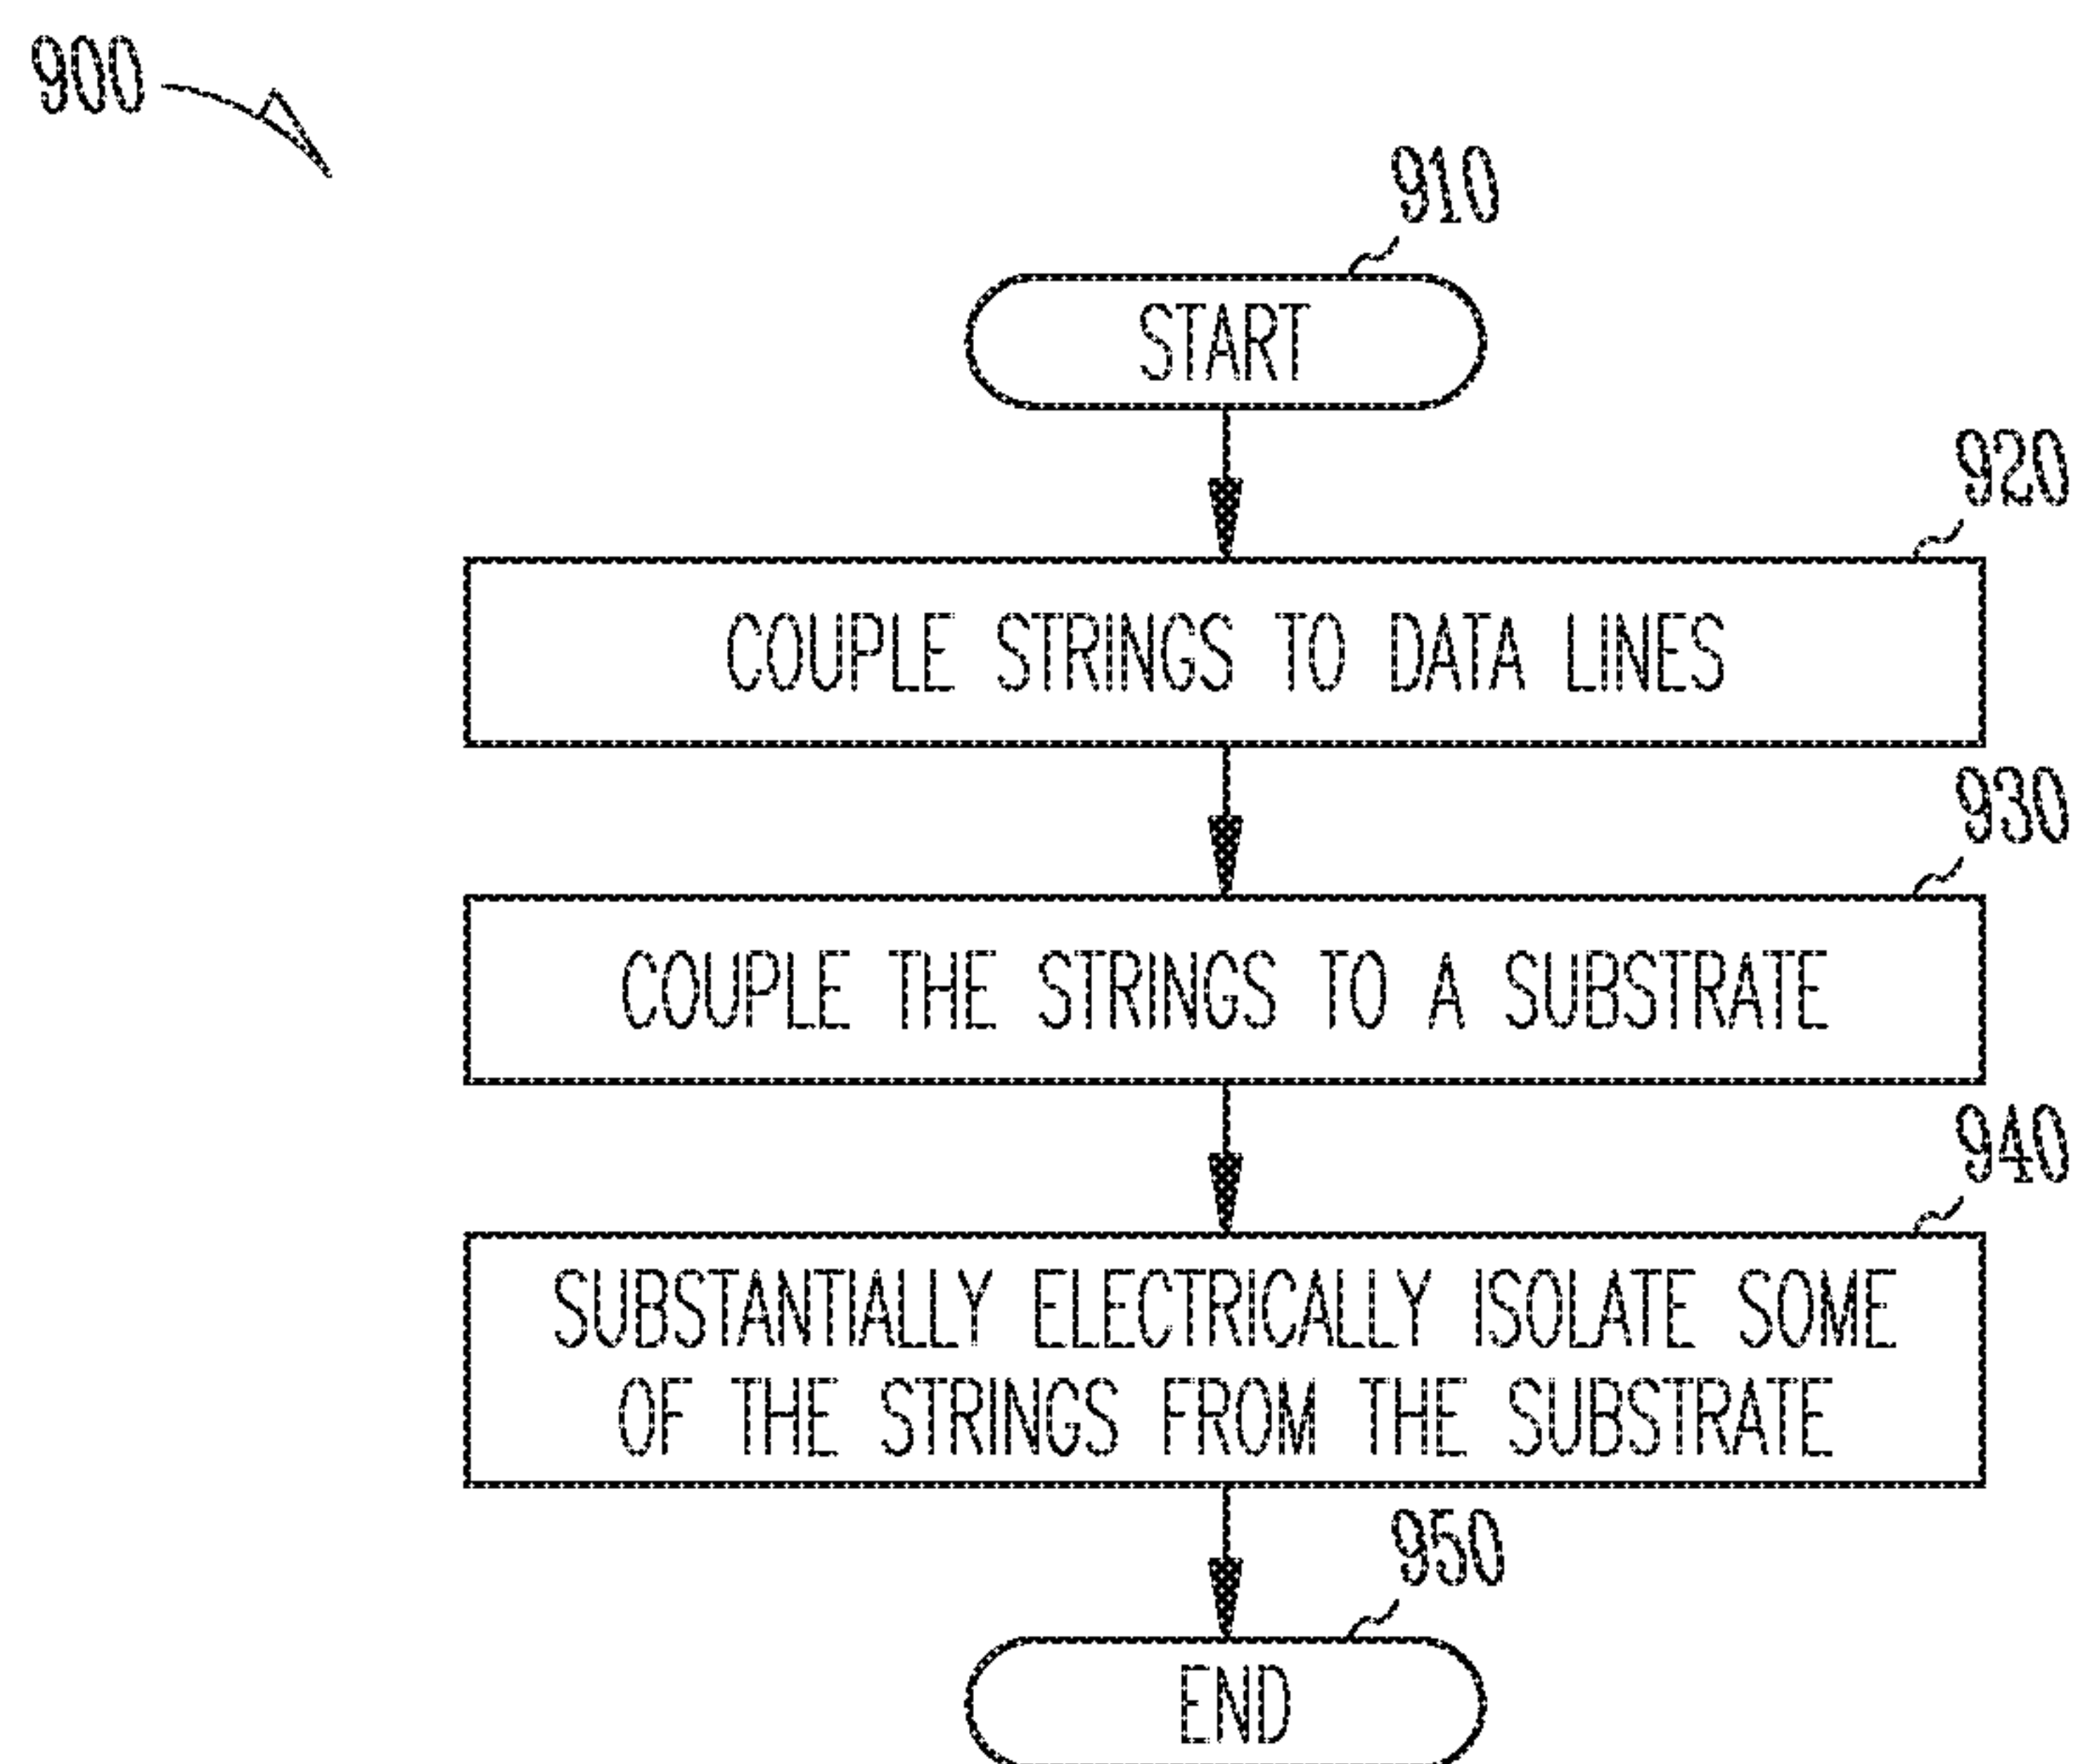 900
910
START
920
COUPLE STRINGS TO DATA LINES
930
COUPLE THE STRINGS TO A SUBSTRATE
940
SUBSTANTIALLY ELECTRICALLY ISOLATE SOME
OF THE STRINGS FROM THE SUBSTRATE
950
END